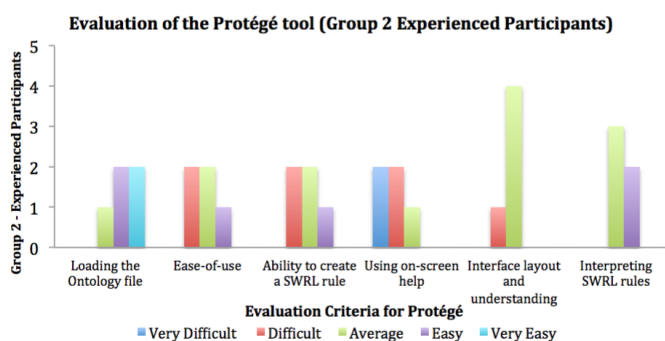 Evaluation of the Protégé tool (Group 2 Experienced Participants)
Group 2 - Experienced Participants
5
4
3
2
1
0
Loading the
Ontology file
Ease-of-use
Ability to create
a SWRL rule
Using on-screen
help
Interface layout
and
understanding
Interpreting
SWRL rules
Evaluation Criteria for Protégé
Very Difficult Difficult Average Easy Very Easy